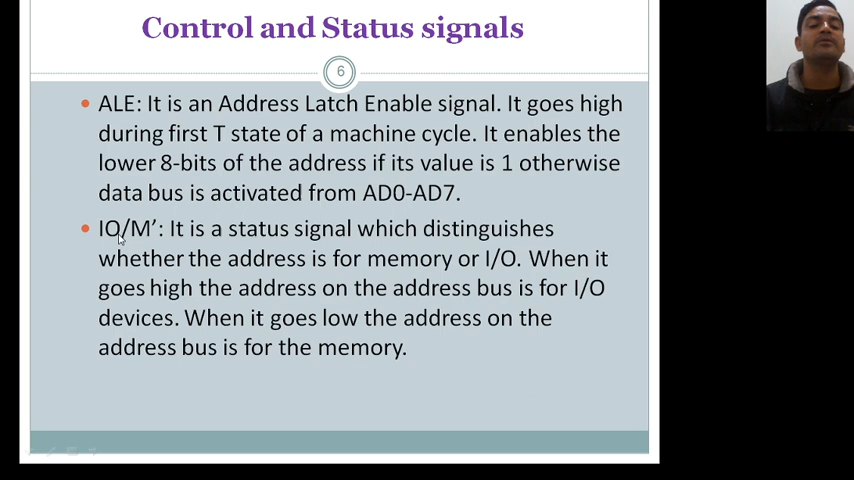 Control and Status signals
6
• ALE: It is an Address Latch Enable signal. It goes high
during first T state of a machine cycle. It enables the
lower 8-bits of the address if its value is 1 otherwise
data bus is activated from AD0-AD7.
• IO/M’: It is a status signal which distinguishes
whether the address is for memory or I/O. When it
goes high the address on the address bus is for I/O
devices. When it goes low the address on the
address bus is for the memory.